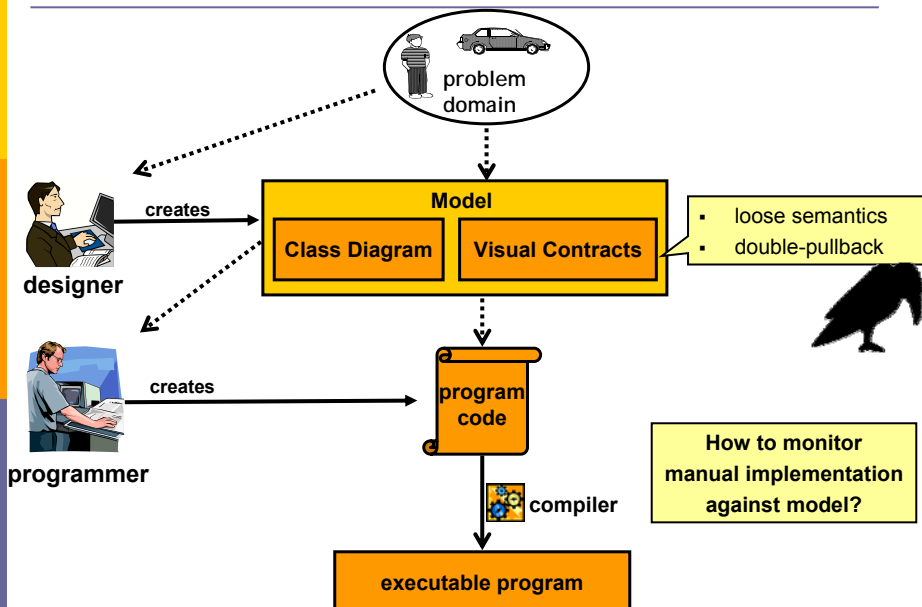 problem
domain
creates
Model
Class Diagram
Visual Contracts
▪ loose semantics
▪ double-pullback
designer
creates
program
code
programmer
How to monitor
manual implementation
against model?
compiler
executable program